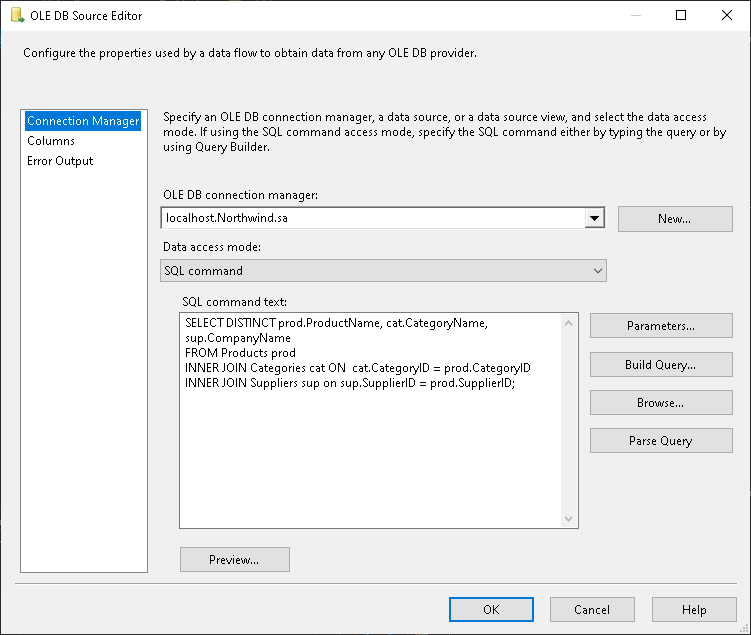 OLE DB Source Editor
Configure the properties used by a data flow to obtain data from any OLE DB provider.
Connection Manager
Columns
Error Output
Specify an OLE DB connection manager, a data source, or a data source view, and select the data access
mode. If using the SQL command access mode, specify the SQL command either by typing the query or by
using Query Builder.
OLE DB connection manager:
localhost.Northwind.sa
New...
Data access mode:
SQL command
SQL command text:
SELECT DISTINCT prod.ProductName, cat.CategoryName,
sup.CompanyName
FROM Products prod
INNER JOIN Categories cat ON  cat.CategoryID = prod.CategoryID
INNER JOIN Suppliers sup on sup.SupplierID = prod.SupplierID;
Parameters...
Build Query...
Browse...
Parse Query
Preview...
OK
Cancel
Help